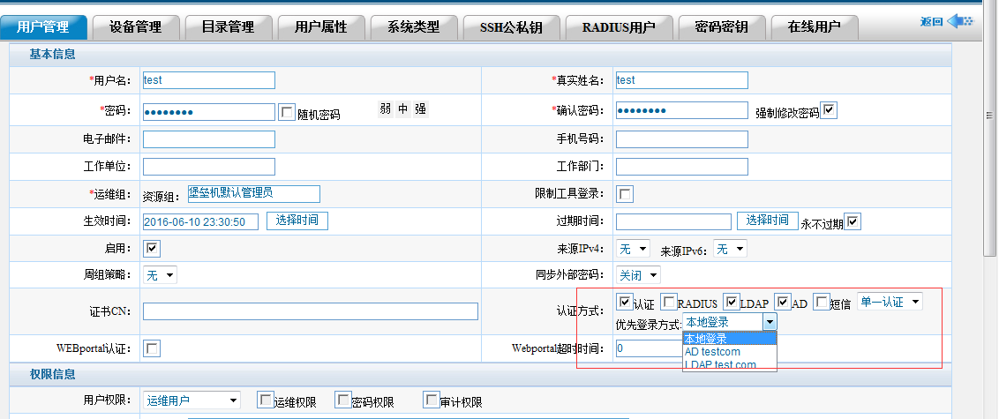 用户管理 设备管理 目录管理 用户属性 系统类型 SSH公私钥 RADIUS用户 密码密钥 在线用户 返回
基本信息
*用户名： test *真实姓名： test
*密码： ●●●●●●●● 随机密码 弱 中 强 *确认密码： ●●●●●●●● 强制修改密码
电子邮件： 手机号码：
工作单位： 工作部门：
*运维组： 资源组： 堡垒机默认管理员 限制工具登录：
生效时间： 2016-06-10 23:30:50 选择时间 过期时间： 选择时间 永不过期
启用： 来源IPv4： 无 来源IPv6： 无
周组策略： 无 同步外部密码： 关闭
证书CN： 认证方式： 认证 RADIUS LDAP AD 短信 单一认证
优先登录方式: 本地登录
本地登录
AD testcom
LDAP test.com
WEBportal认证： Webportal超时时间： 0
权限信息
用户权限： 运维用户 运维权限 密码权限 审计权限